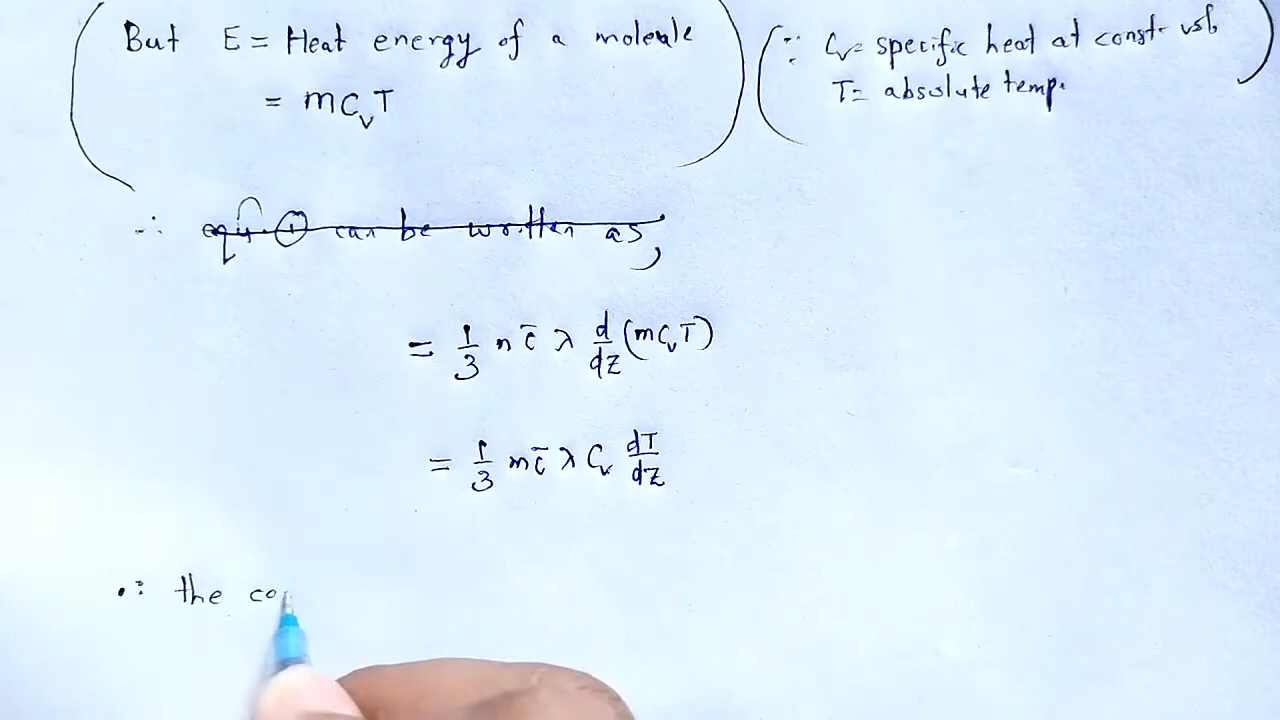 But E = Heat energy of a molecule
= mCvT
∵ Cv = specific heat at const. vol
T = absolute temp.
∴ equ. ① can be written as,
= 1/3 n c̄ λ d/dz (mCvT)
= 1/3 m c̄ λ Cv dT/dz
∴ the co